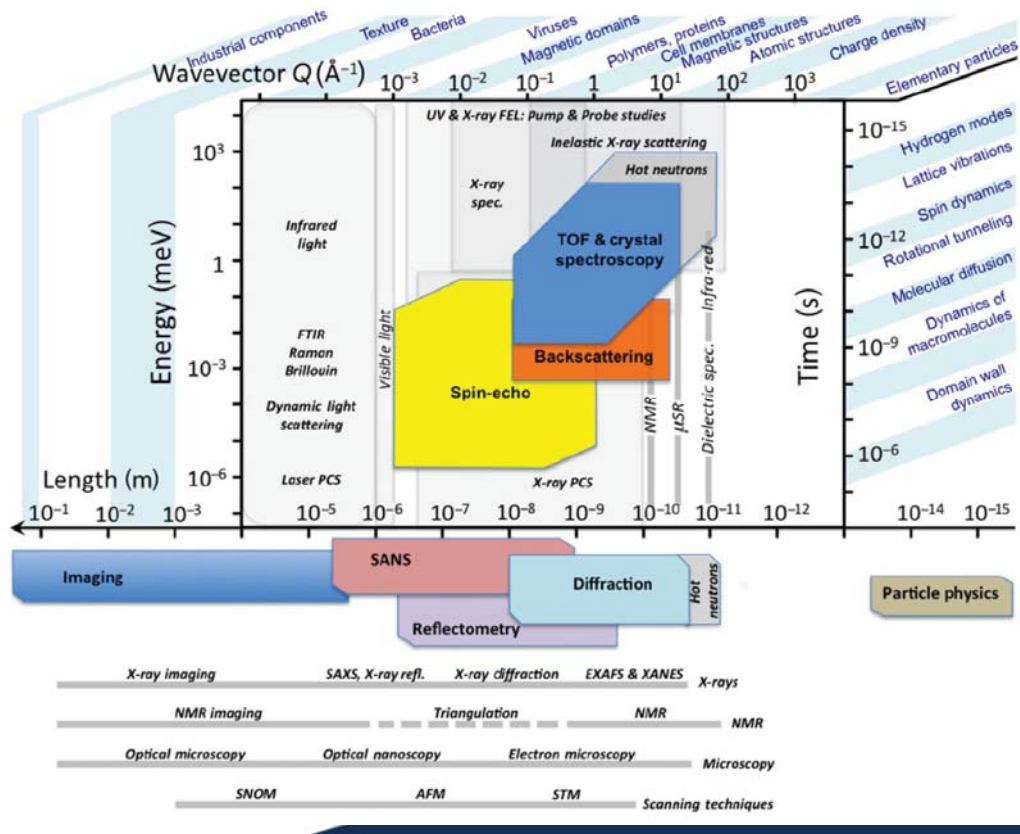 Industrial components
Texture
Bacteria
Viruses
Magnetic domains
Polymers, proteins
Cell membranes
Magnetic structures
Atomic structures
Charge density
Elementary particles
Wavevector Q (Å⁻¹)
10⁻³
10⁻²
10⁻¹
1
10¹
10²
10³
UV & X-ray FEL: Pump & Probe studies
Inelastic X-ray scattering
Hot neutrons
X-ray
spec.
Infrared
light
TOF & crystal
spectroscopy
Energy (meV)
10³
1
10⁻³
10⁻⁶
Time (s)
10⁻¹⁵
10⁻¹²
10⁻⁹
10⁻⁶
Hydrogen modes
Lattice vibrations
Spin dynamics
Rotational tunneling
Molecular diffusion
Dynamics of
macromolecules
Domain wall
dynamics
FTIR
Raman
Brillouin
Visible light
Backscattering
Spin-echo
Dynamic light
scattering
NMR
μSR
Dielectric spec.
Infra-red
Laser PCS
X-ray PCS
Length (m)
10⁻¹
10⁻²
10⁻³
10⁻⁵
10⁻⁶
10⁻⁷
10⁻⁸
10⁻⁹
10⁻¹⁰
10⁻¹¹
10⁻¹²
10⁻¹⁴
10⁻¹⁵
Imaging
SANS
Diffraction
Hot
neutrons
Particle physics
Reflectometry
X-ray imaging
SAXS, X-ray refl.
X-ray diffraction
EXAFS & XANES
X-rays
NMR imaging
Triangulation
NMR
NMR
Optical microscopy
Optical nanoscopy
Electron microscopy
Microscopy
SNOM
AFM
STM
Scanning techniques